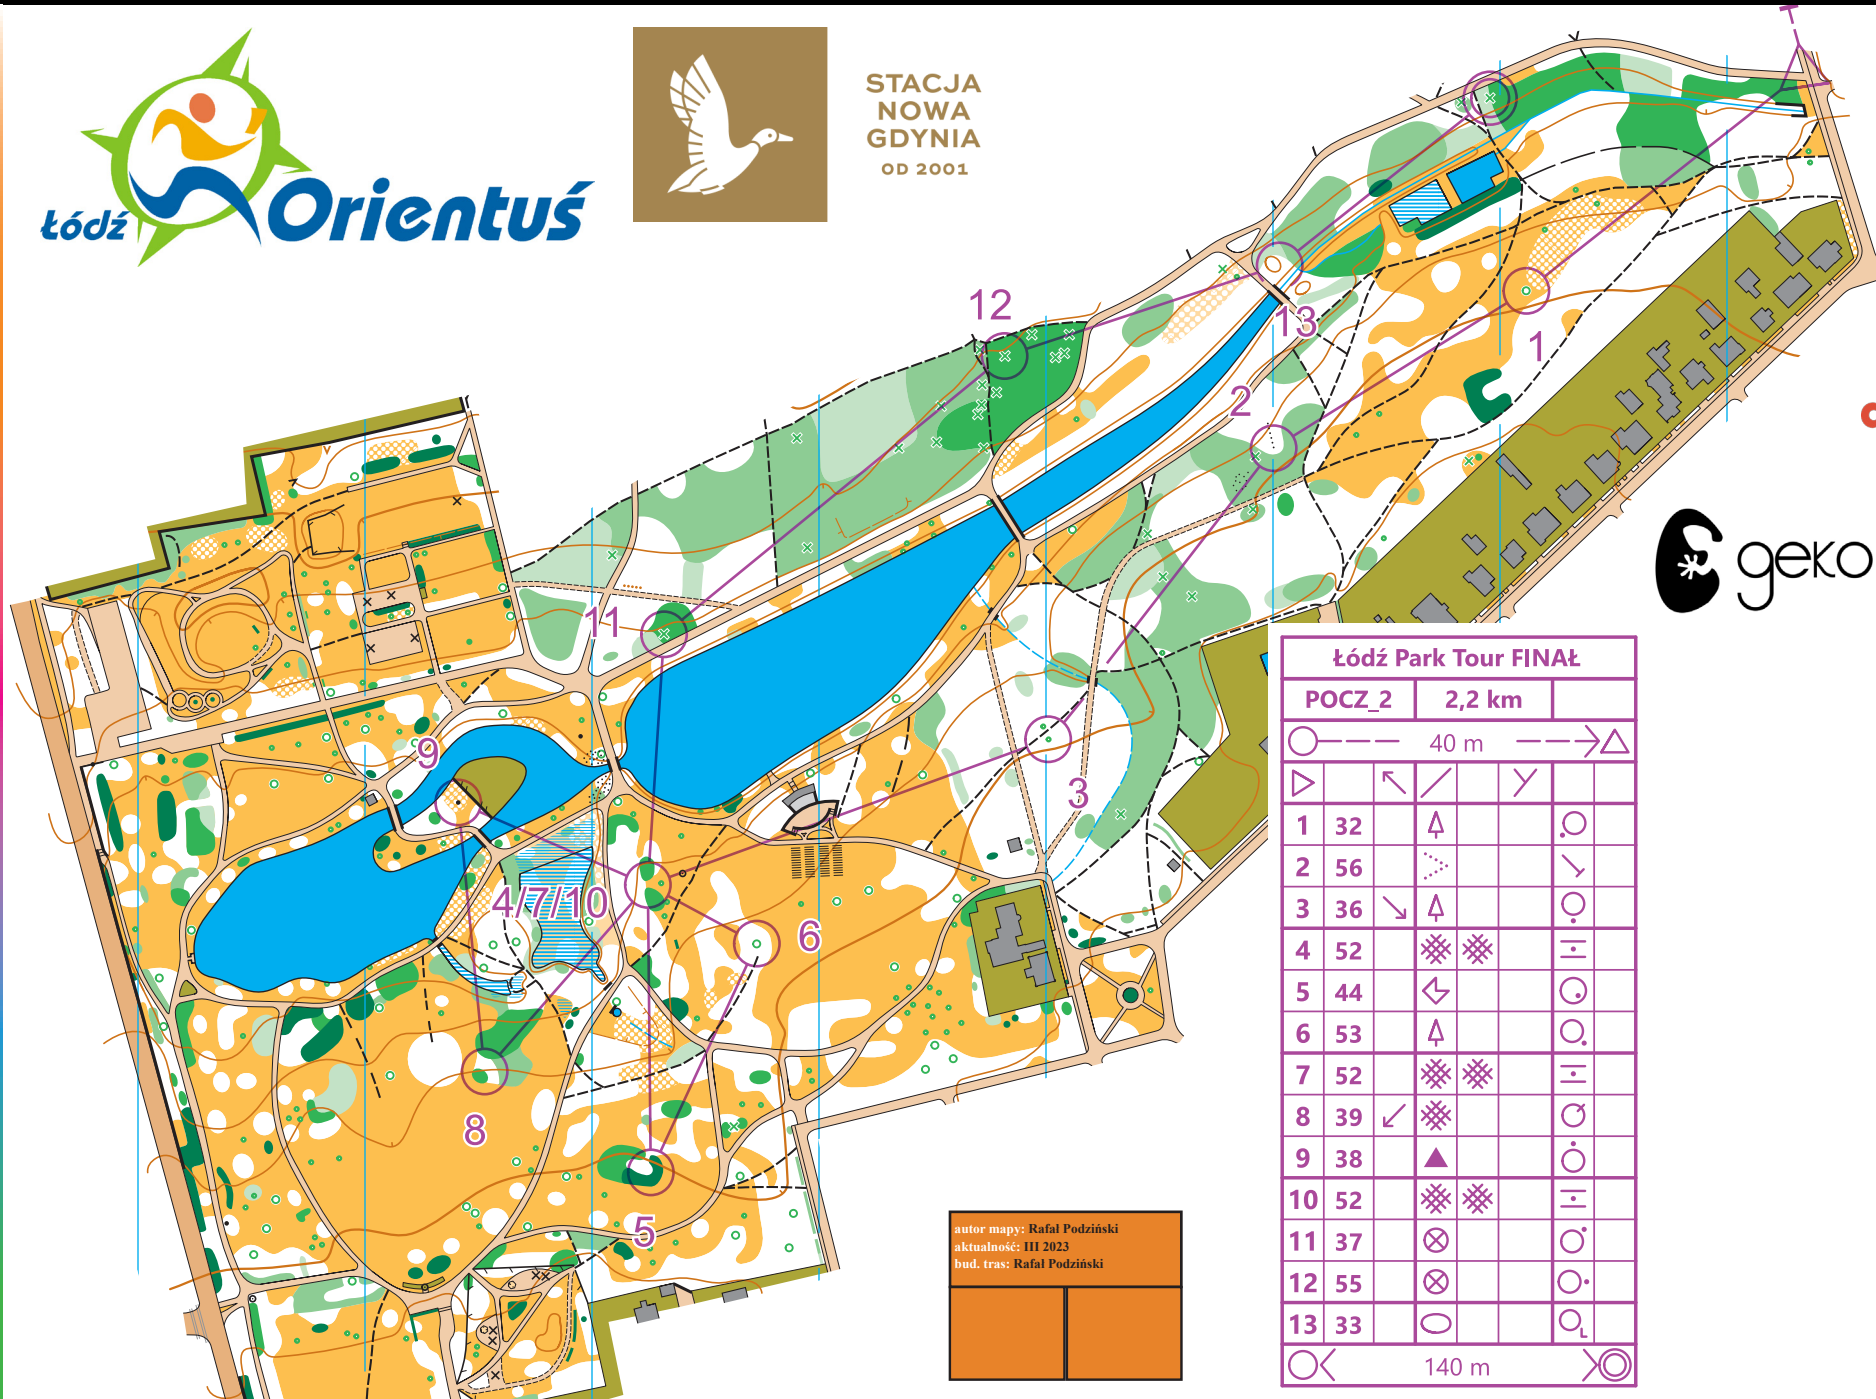 Łódź Orientuś
STACJA
NOWA
GDYNIA
OD 2001
geko
12
13
1
2
11
9
3
4/7/10
6
8
5
Łódź Park Tour FINAŁ
POCZ_2 2,2 km
40 m
1 32
2 56
3 36
4 52
5 44
6 53
7 52
8 39
9 38
10 52
11 37
12 55
13 33
140 m
autor mapy: Rafał Podziński
aktualność: III 2023
bud. tras: Rafał Podziński